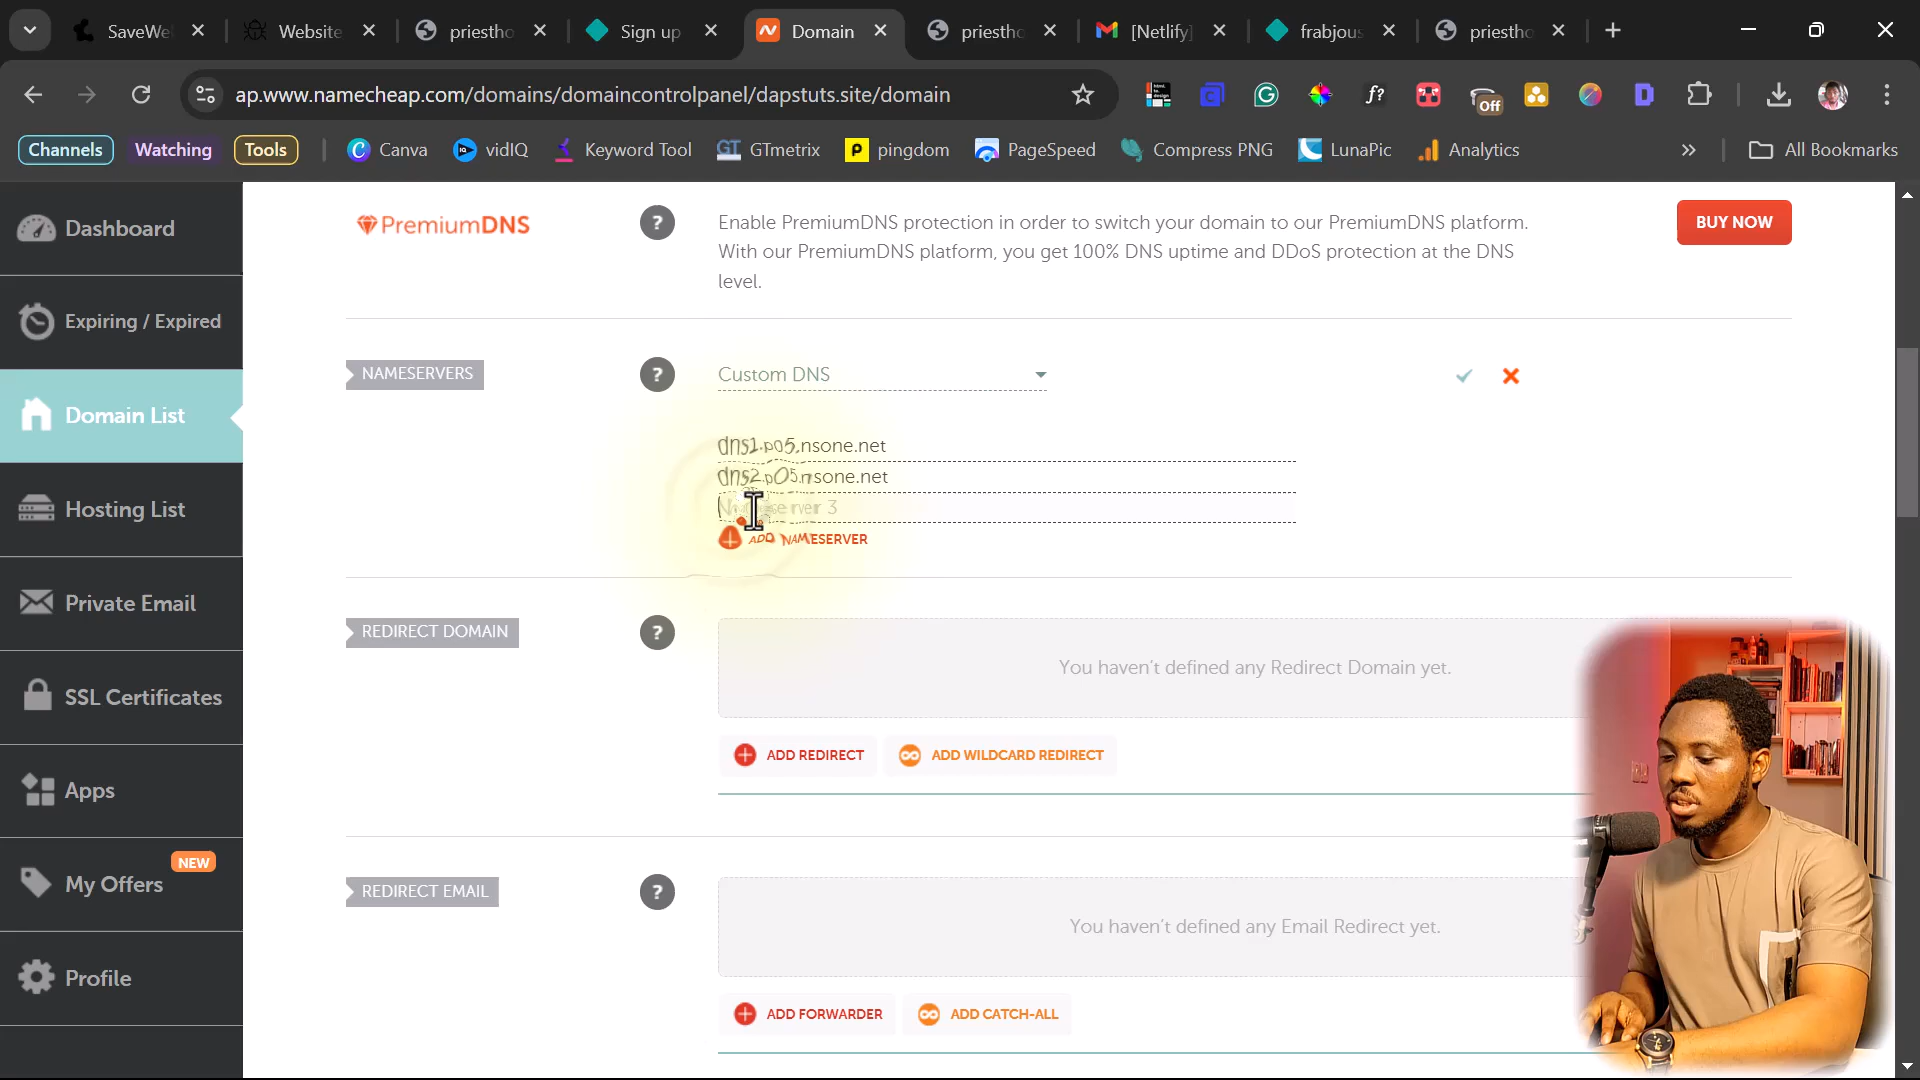 SaveWe
Website
priestho
Sign up
Domain
priestho
[Netlify]
frabjous
priestho
ap.www.namecheap.com/domains/domaincontrolpanel/dapstuts.site/domain
f?
Off
Channels
Watching
Tools
Canva
vidIQ
Keyword Tool
GTmetrix
pingdom
PageSpeed
Compress PNG
LunaPic
Analytics
All Bookmarks
Dashboard
Expiring / Expired
Domain List
Hosting List
Private Email
SSL Certificates
Apps
My Offers
NEW
Profile
PremiumDNS
?
Enable PremiumDNS protection in order to switch your domain to our PremiumDNS platform.
With our PremiumDNS platform, you get 100% DNS uptime and DDoS protection at the DNS
level.
BUY NOW
NAMESERVERS
?
Custom DNS
dns1.p05.nsone.net
dns2.p05.nsone.net
Nameserver 3
ADD NAMESERVER
REDIRECT DOMAIN
?
You haven't defined any Redirect Domain yet.
ADD REDIRECT
ADD WILDCARD REDIRECT
REDIRECT EMAIL
?
You haven't defined any Email Redirect yet.
ADD FORWARDER
ADD CATCH-ALL